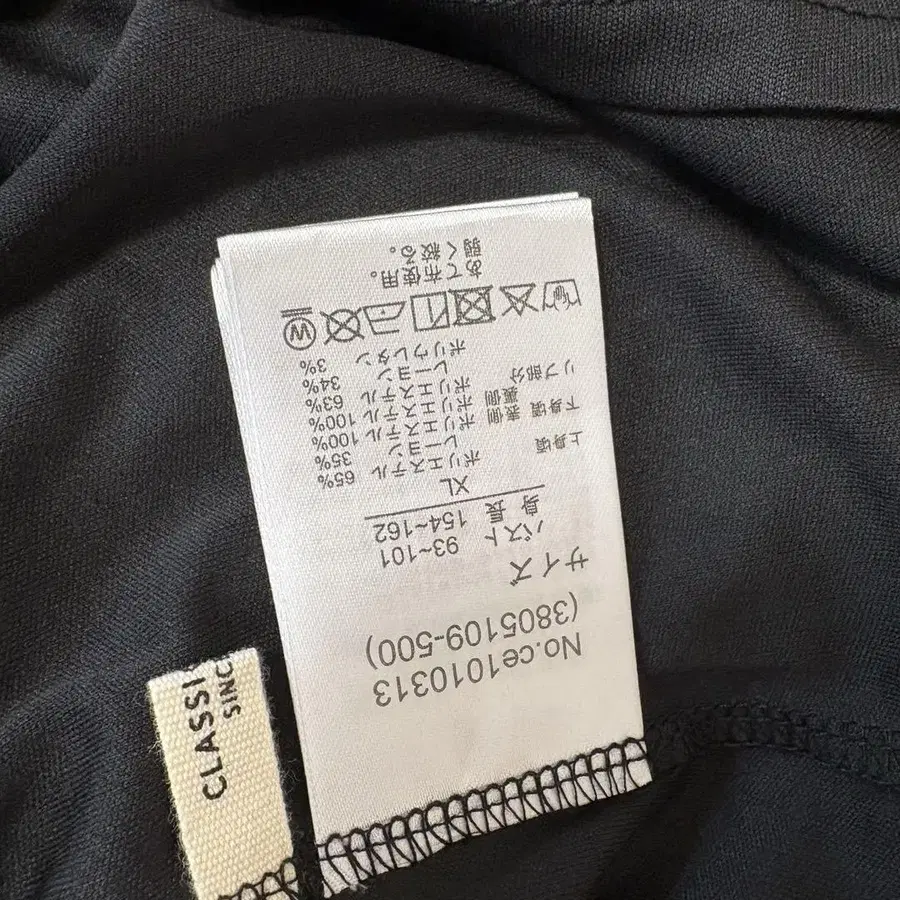 No.ce1010313
(3805109-500)
サイズ
バスト 93~101
身長 154~162
XL
上身頃 ポリエステル 65%
レーヨン 35%
下身頃 表側 ポリエステル 100%
裏側 ポリエステル 100%
リブ部分 ポリエステル 63%
レーヨン 34%
ポリウレタン 3%
W
あて布使用。
弱く絞る。
CLASSI
SINC